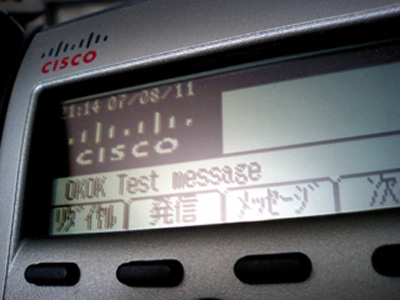 CISCO
21:14 07/08/11
CISCO
OKOK Test message
ﾘﾀﾞｲﾔﾙ 発信 ﾒｯｾｰｼﾞ 次